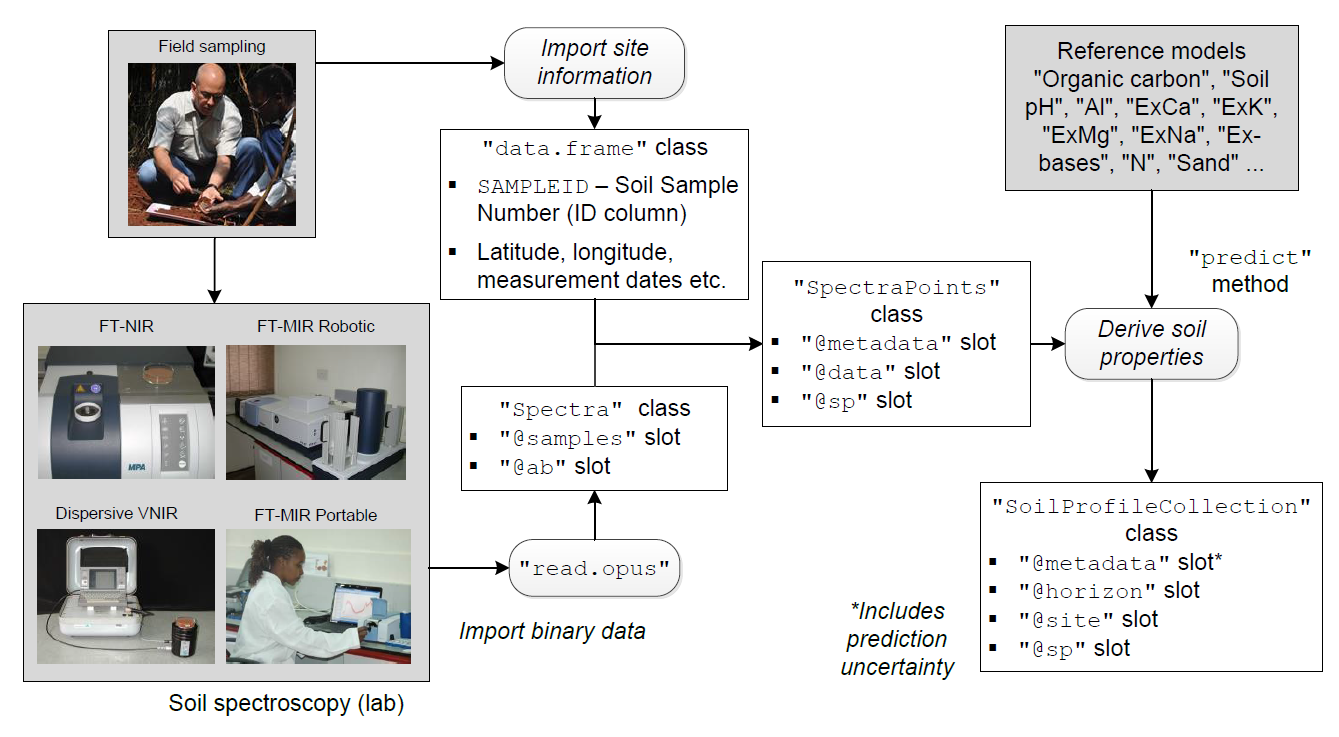 Field sampling
Import site
information
"data.frame" class
▪ SAMPLEID – Soil Sample
Number (ID column)
▪ Latitude, longitude,
measurement dates etc.
Reference models
"Organic carbon", "Soil
pH", "Al", "ExCa", "ExK",
"ExMg", "ExNa", "Ex-
bases", "N", "Sand" ...
"predict"
method
"SpectraPoints"
class
▪ "@metadata" slot
▪ "@data" slot
▪ "@sp" slot
Derive soil
properties
FT-NIR
FT-MIR Robotic
MPA
Dispersive VNIR
FT-MIR Portable
Soil spectroscopy (lab)
"Spectra" class
▪ "@samples" slot
▪ "@ab" slot
"read.opus"
Import binary data
"SoilProfileCollection"
class
▪ "@metadata" slot*
▪ "@horizon" slot
▪ "@site" slot
▪ "@sp" slot
*Includes
prediction
uncertainty